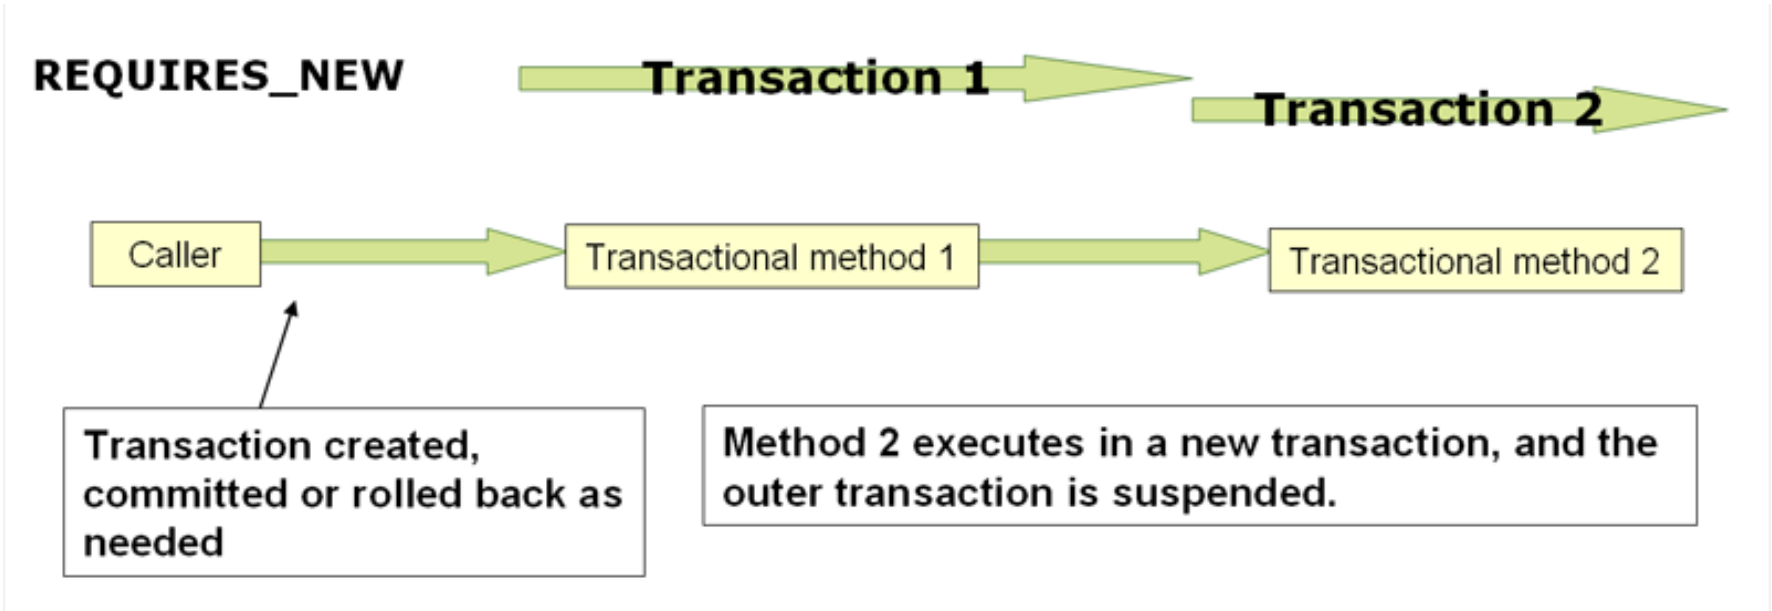 REQUIRES_NEW
Transaction 1
Transaction 2
Caller
Transactional method 1
Transactional method 2
Transaction created,
committed or rolled back as
needed
Method 2 executes in a new transaction, and the
outer transaction is suspended.